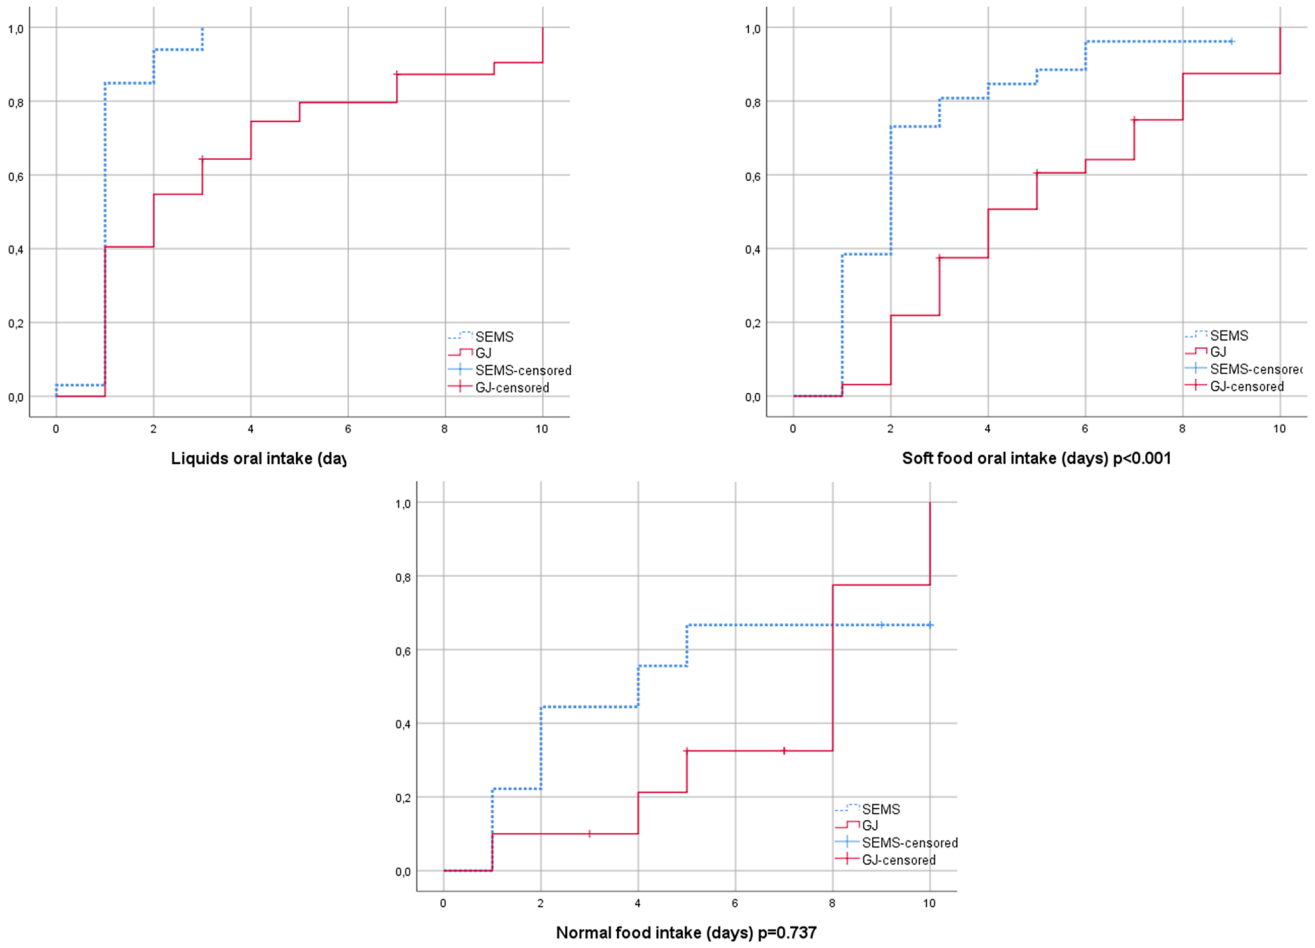 1,0
0,8
0,6
0,4
0,2
0,0
SEMS
GJ
SEMS-censored
GJ-censored
0 2 4 6 8 10
Liquids oral intake (day
1,0
0,8
0,6
0,4
0,2
0,0
SEMS
GJ
SEMS-censored
GJ-censored
0 2 4 6 8 10
Soft food oral intake (days) p<0.001
1,0
0,8
0,6
0,4
0,2
0,0
SEMS
GJ
SEMS-censored
GJ-censored
0 2 4 6 8 10
Normal food intake (days) p=0.737